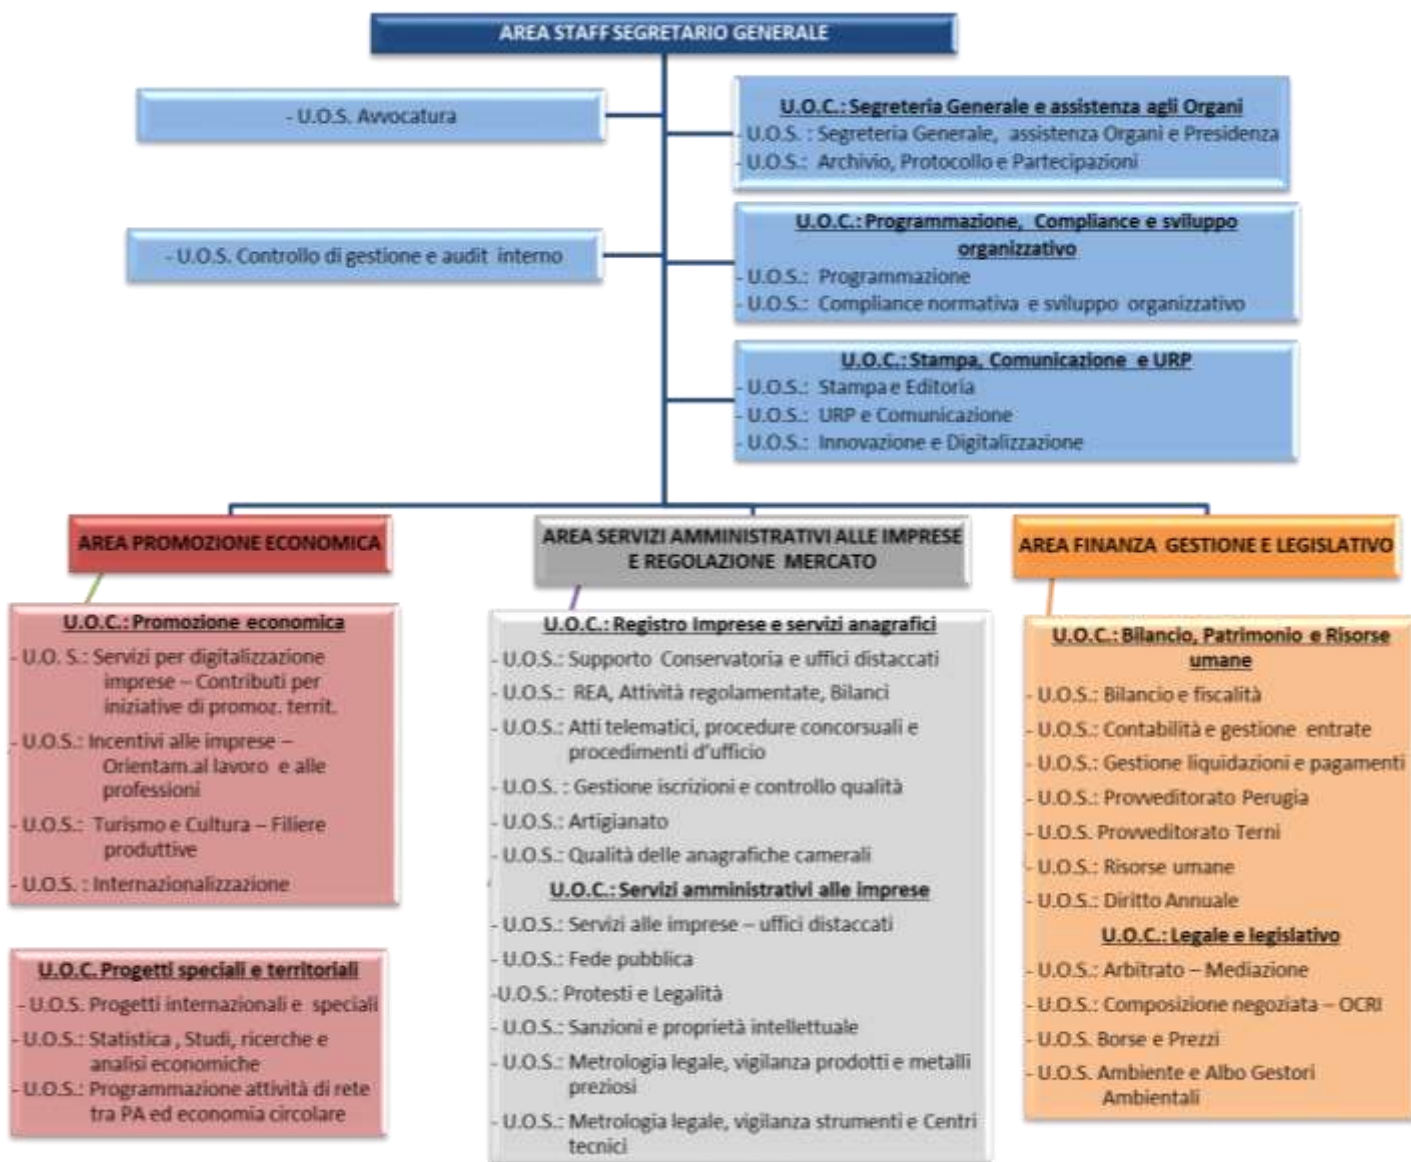 AREA STAFF SEGRETARIO GENERALE
- U.O.S. Avvocatura
U.O.C.: Segreteria Generale e assistenza agli Organi
- U.O.S. : Segreteria Generale, assistenza Organi e Presidenza
- U.O.S.: Archivio, Protocollo e Partecipazioni
- U.O.S. Controllo di gestione e audit interno
U.O.C.: Programmazione, Compliance e sviluppo
organizzativo
- U.O.S.: Programmazione
- U.O.S.: Compliance normativa e sviluppo organizzativo
U.O.C.: Stampa, Comunicazione e URP
- U.O.S.: Stampa e Editoria
- U.O.S.: URP e Comunicazione
- U.O.S.: Innovazione e Digitalizzazione
AREA PROMOZIONE ECONOMICA
U.O.C.: Promozione economica
- U.O. S.: Servizi per digitalizzazione
imprese – Contributi per
iniziative di promoz. territ.
- U.O.S.: Incentivi alle imprese –
Orientam.al lavoro e alle
professioni
- U.O.S.: Turismo e Cultura – Filiere
produttive
- U.O.S. : Internazionalizzazione
U.O.C. Progetti speciali e territoriali
- U.O.S. Progetti internazionali e speciali
- U.O.S.: Statistica , Studi, ricerche e
analisi economiche
- U.O.S.: Programmazione attività di rete
tra PA ed economia circolare
AREA SERVIZI AMMINISTRATIVI ALLE IMPRESE
E REGOLAZIONE MERCATO
U.O.C.: Registro Imprese e servizi anagrafici
- U.O.S.: Supporto Conservatoria e uffici distaccati
- U.O.S.: REA, Attività regolamentate, Bilanci
- U.O.S.: Atti telematici, procedure concorsuali e
procedimenti d'ufficio
- U.O.S. : Gestione iscrizioni e controllo qualità
- U.O.S.: Artigianato
- U.O.S.: Qualità delle anagrafiche camerali
U.O.C.: Servizi amministrativi alle imprese
- U.O.S.: Servizi alle imprese – uffici distaccati
- U.O.S.: Fede pubblica
-U.O.S.: Protesti e Legalità
- U.O.S.: Sanzioni e proprietà intellettuale
- U.O.S.: Metrologia legale, vigilanza prodotti e metalli
preziosi
- U.O.S.: Metrologia legale, vigilanza strumenti e Centri
tecnici
AREA FINANZA GESTIONE E LEGISLATIVO
U.O.C.: Bilancio, Patrimonio e Risorse
umane
- U.O.S.: Bilancio e fiscalità
- U.O.S.: Contabilità e gestione entrate
- U.O.S.: Gestione liquidazioni e pagamenti
- U.O.S.: Provveditorato Perugia
- U.O.S. Provveditorato Terni
- U.O.S.: Risorse umane
- U.O.S.: Diritto Annuale
U.O.C.: Legale e legislativo
- U.O.S.: Arbitrato – Mediazione
- U.O.S.: Composizione negoziata – OCRI
- U.O.S. Borse e Prezzi
- U.O.S. Ambiente e Albo Gestori
Ambientali